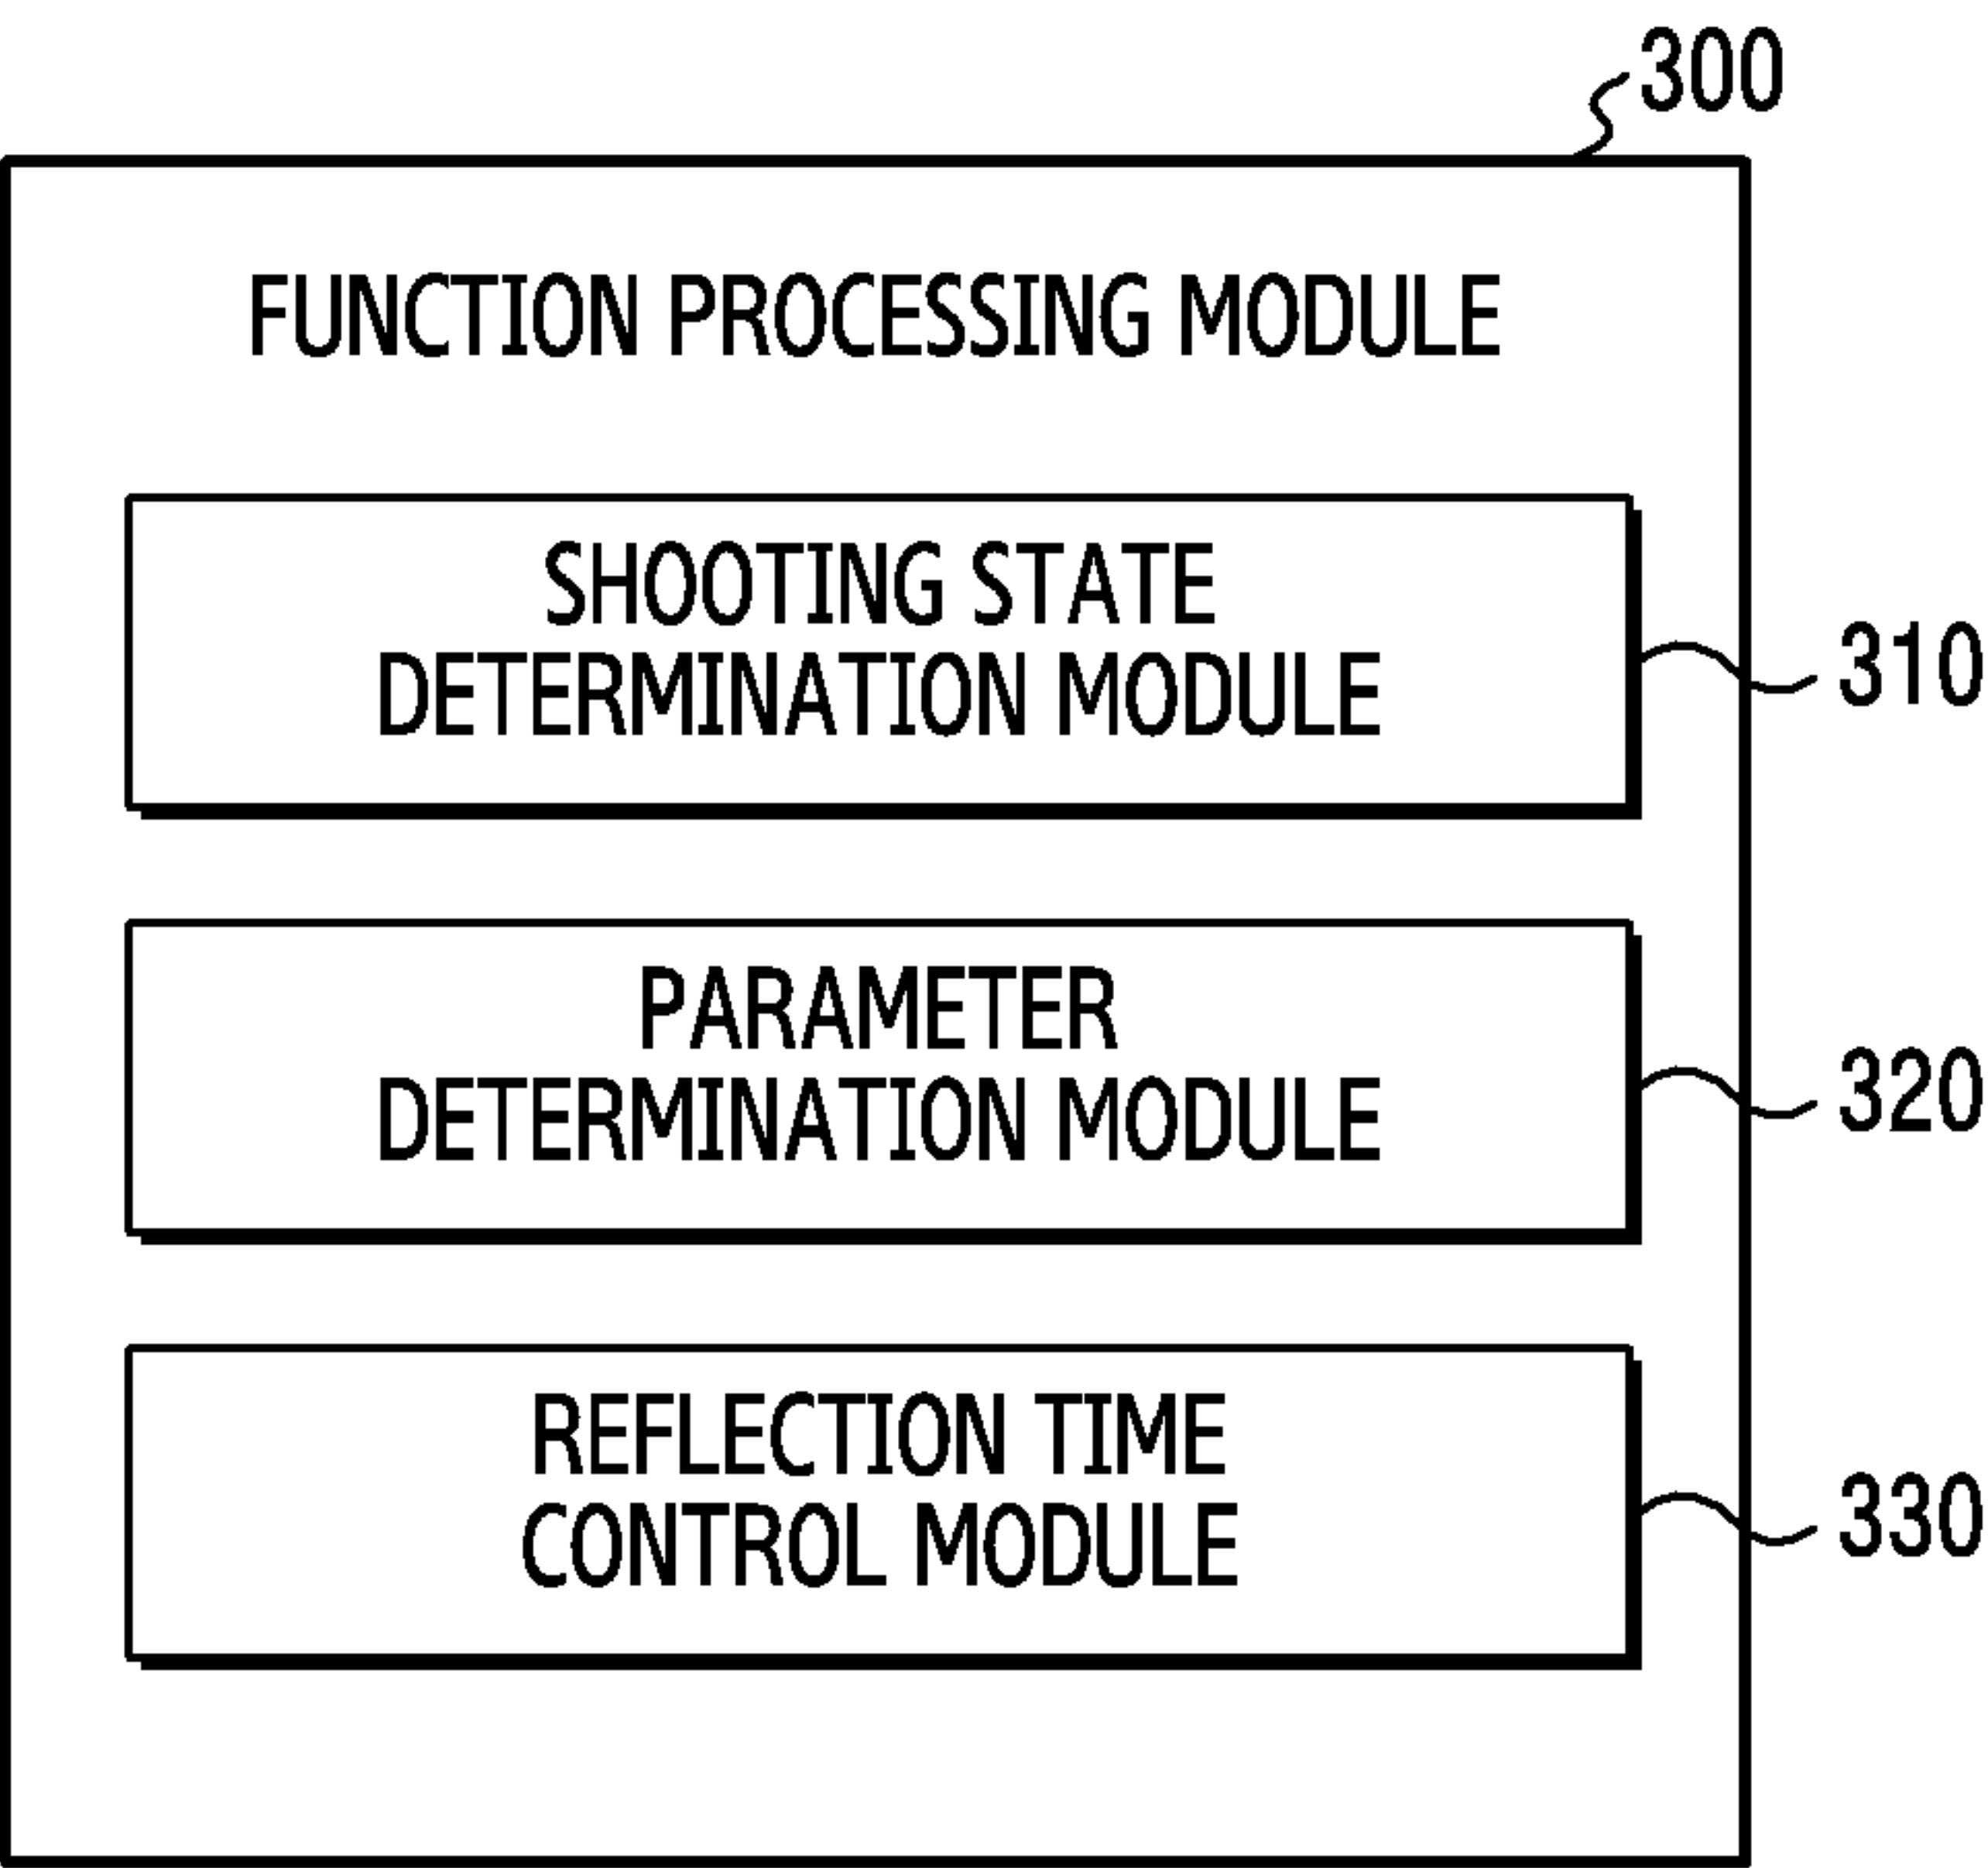 300
FUNCTION PROCESSING MODULE
SHOOTING STATE
DETERMINATION MODULE
310
PARAMETER
DETERMINATION MODULE
320
REFLECTION TIME
CONTROL MODULE
330